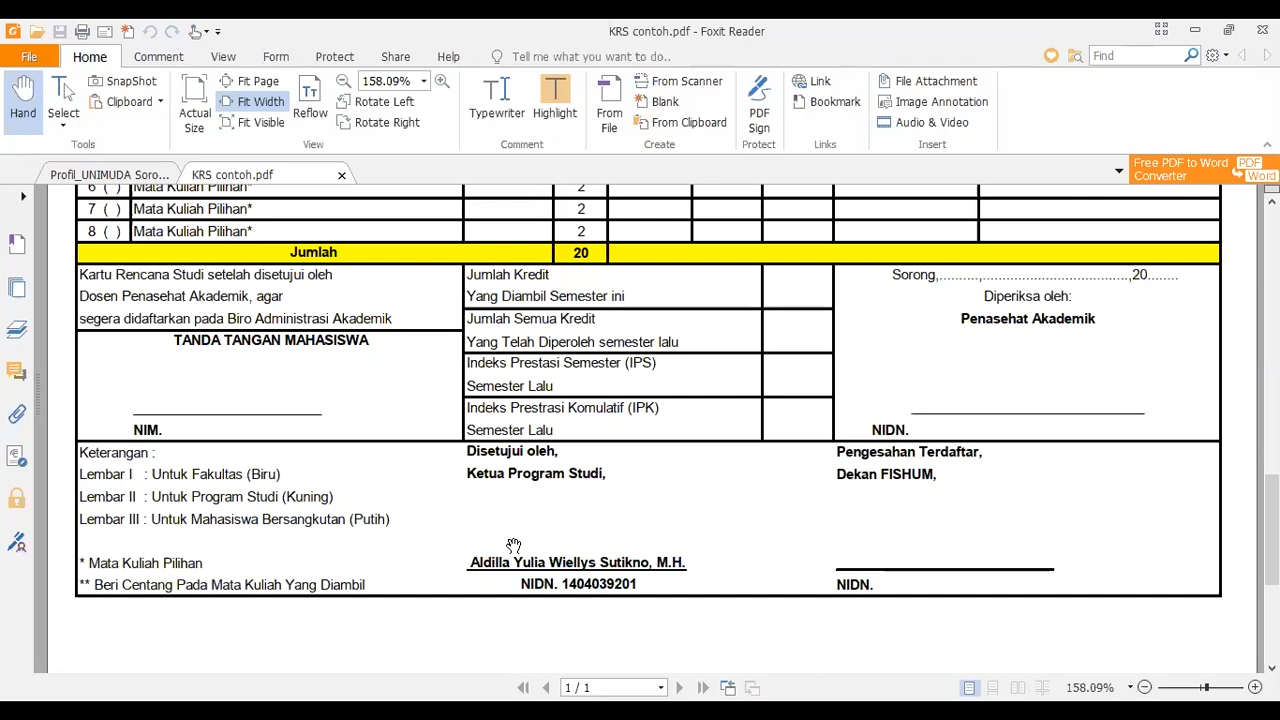 KRS contoh.pdf - Foxit Reader
File Home Comment View Form Protect Share Help Tell me what you want to do.. Find
Hand
Select
SnapShot
Clipboard
Tools
Actual Size
Fit Page
Fit Width
Fit Visible
Reflow
158.09%
Rotate Left
Rotate Right
View
Typewriter
Highlight
Comment
From File
From Scanner
Blank
From Clipboard
Create
PDF Sign
Protect
Link
Bookmark
Links
File Attachment
Image Annotation
Audio & Video
Insert
Profil_UNIMUDA Soro... KRS contoh.pdf
Free PDF to Word Converter
PDF
Word
6 ( ) Mata Kuliah Pilihan* 2
7 ( ) Mata Kuliah Pilihan* 2
8 ( ) Mata Kuliah Pilihan* 2
Jumlah 20
Kartu Rencana Studi setelah disetujui oleh
Dosen Penasehat Akademik, agar
segera didaftarkan pada Biro Administrasi Akademik
TANDA TANGAN MAHASISWA
NIM.
Jumlah Kredit
Yang Diambil Semester ini
Jumlah Semua Kredit
Yang Telah Diperoleh semester lalu
Indeks Prestasi Semester (IPS)
Semester Lalu
Indeks Prestrasi Komulatif (IPK)
Semester Lalu
Sorong,..........,.....................................,20........
Diperiksa oleh:
Penasehat Akademik
NIDN.
Keterangan :
Lembar I : Untuk Fakultas (Biru)
Lembar II : Untuk Program Studi (Kuning)
Lembar III : Untuk Mahasiswa Bersangkutan (Putih)
* Mata Kuliah Pilihan
** Beri Centang Pada Mata Kuliah Yang Diambil
Disetujui oleh,
Ketua Program Studi,
Aldilla Yulia Wiellys Sutikno, M.H.
NIDN. 1404039201
Pengesahan Terdaftar,
Dekan FISHUM,
NIDN.
1 / 1
158.09%